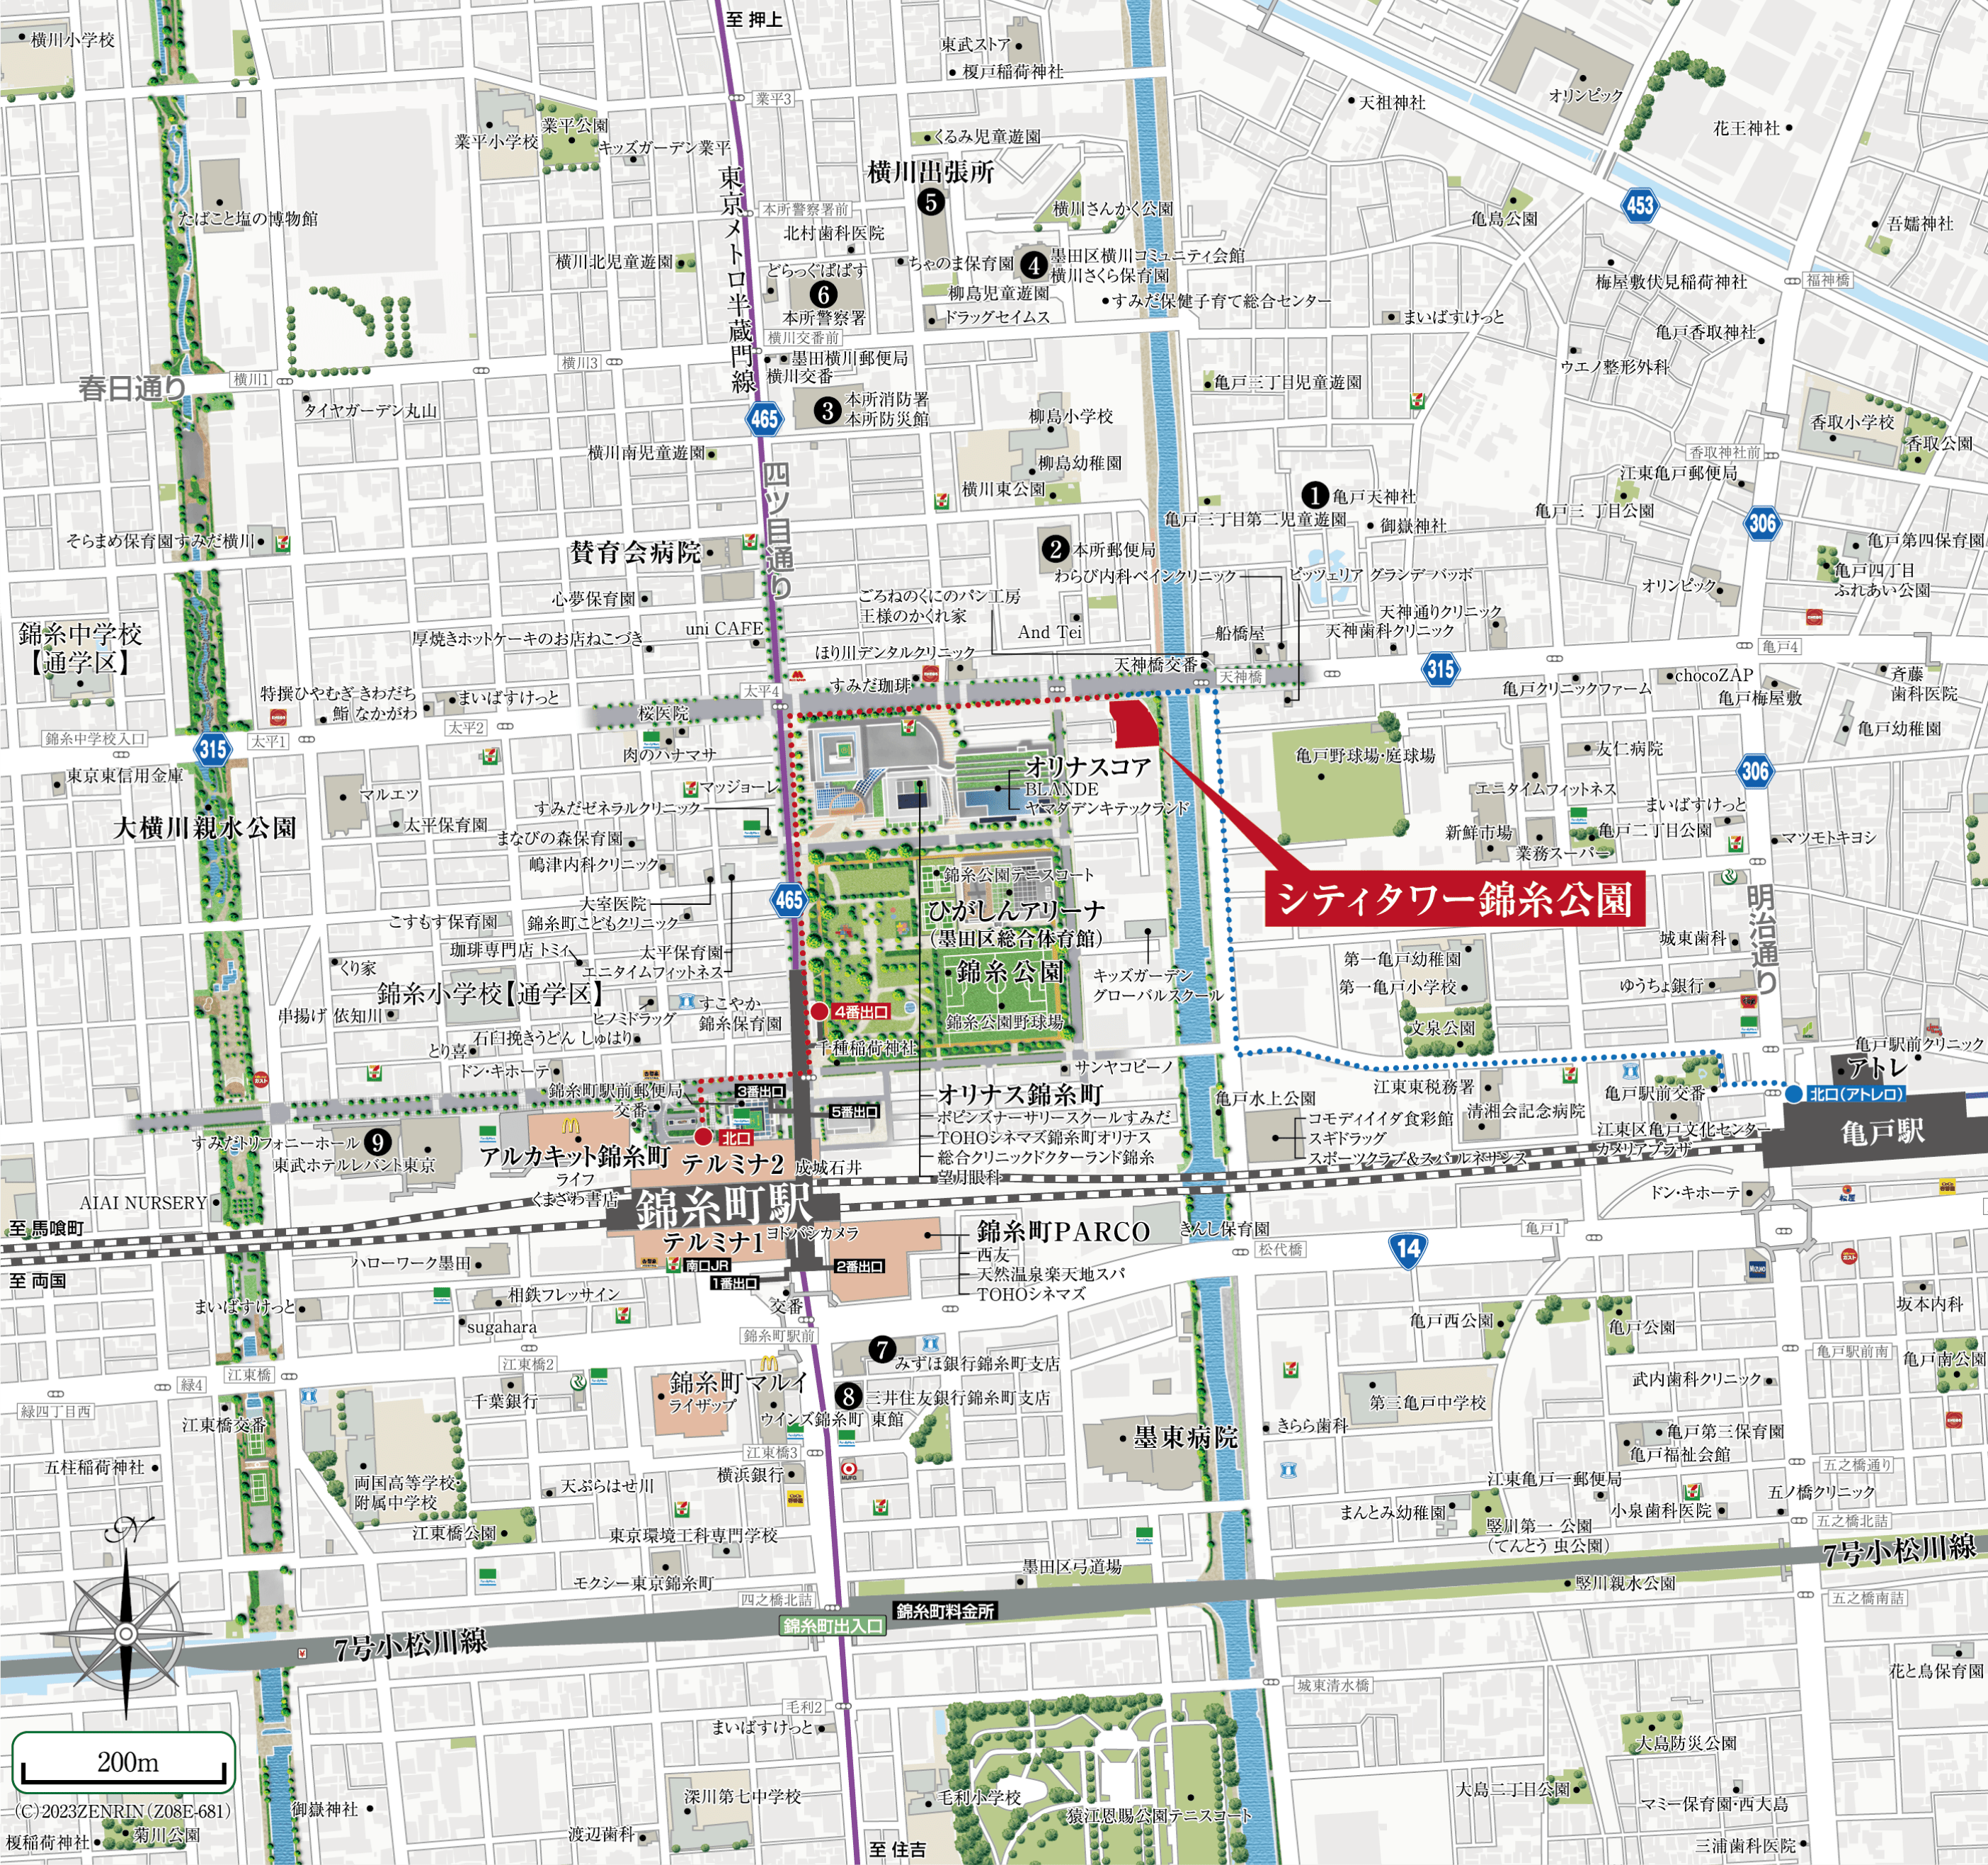 至 押上
横川小学校
東武ストア
榎戸稲荷神社
業平3
天祖神社
オリンピック
花王神社
業平小学校
業平公園
キッズガーデン業平
くるみ児童遊園
東京メトロ半蔵門線
横川出張所
5
453
たばこと塩の博物館
本所警察署前
北村歯科医院
横川さんかく公園
亀島公園
吾嬬神社
横川北児童遊園
どらっぐぱぱす
ちゃのま保育園
4
墨田区横川コミュニティ会館
横川さくら保育園
6
本所警察署
柳島児童遊園
すみだ保健子育て総合センター
ドラッグセイムス
まいばすけっと
梅屋敷伏見稲荷神社
福神橋
亀戸香取神社
ウエノ整形外科
横川交番前
墨田横川郵便局
横川交番
横川3
横川1
春日通り
タイヤガーデン丸山
亀戸三丁目児童遊園
465
3
本所消防署
本所防災館
柳島小学校
香取小学校
香取公園
横川南児童遊園
四ツ目通り
柳島幼稚園
横川東公園
香取神社前
江東亀戸郵便局
1
亀戸天神社
亀戸三丁目第二児童遊園
御嶽神社
亀戸三丁目公園
306
そらまめ保育園すみだ横川
賛育会病院
2
本所郵便局
わらび内科ペインクリニック
ピッツェリア グランデ・バッボ
亀戸第四保育園
亀戸四丁目
ふれあい公園
オリンピック
心夢保育園
ごろねのくにのパン工房
王様のかくれ家
天神通りクリニック
天神歯科クリニック
錦糸中学校
【通学区】
厚焼きホットケーキのお店ねこづき
uni CAFE
And Tei
船橋屋
亀戸4
ほり川デンタルクリニック
天神橋交番
天神橋
315
chocoZAP
斉藤
歯科医院
すみだ珈琲
亀戸クリニックファーム
亀戸梅屋敷
特撰ひやむぎ きわだち
鮨 なかがわ
まいばすけっと
太平4
桜医院
太平2
太平1
錦糸中学校入口
315
亀戸幼稚園
東京東信用金庫
肉のハナマサ
マルエツ
マッジョーレ
オリナスコア
BLANDE
ヤマダデンキテックランド
亀戸野球場・庭球場
友仁病院
306
エニタイムフィットネス
まいばすけっと
大横川親水公園
太平保育園
すみだゼネラルクリニック
まなびの森保育園
嶋津内科クリニック
新鮮市場
業務スーパー
亀戸二丁目公園
マツモトキヨシ
465
錦糸公園テニスコート
シティタワー錦糸公園
大室医院
錦糸町こどもクリニック
こすもす保育園
ひがしんアリーナ
(墨田区総合体育館)
明治通り
珈琲専門店 トミィ
太平保育園
エニタイムフィットネス
くり家
錦糸公園
キッズガーデン
グローバルスクール
第一亀戸幼稚園
第一亀戸小学校
城東歯科
ゆうちょ銀行
錦糸小学校【通学区】
串揚げ 依知川
ヒノミドラッグ
すこやか
錦糸保育園
4番出口
錦糸公園野球場
文泉公園
石臼挽きうどん しゅはり
とり喜
千種稲荷神社
亀戸駅前クリニック
アトレ
ドン・キホーテ
サンヤコピーノ
錦糸町駅前郵便局
交番
3番出口
5番出口
オリナス錦糸町
ポピンズナーサリースクールすみだ
TOHOシネマズ錦糸町オリナス
総合クリニックドクターランド錦糸
望月眼科
江東東税務署
亀戸駅前交番
北口(アトレ口)
亀戸水上公園
コモディイイダ食彩館
スギドラッグ
スポーツクラブ&スパ ルネサンス
清湘会記念病院
江東区亀戸文化センター
カメリアプラザ
亀戸駅
すみだトリフォニーホール
9
東武ホテルレバント東京
アルカキット錦糸町
ライフ
くまざわ書店
北口
テルミナ2
成城石井
錦糸町駅
AIAI NURSERY
至 馬喰町
至 両国
テルミナ1
ヨドバシカメラ
錦糸町PARCO
西友
天然温泉楽天地スパ
TOHOシネマズ
きんし保育園
松代橋
14
亀戸1
ドン・キホーテ
ハローワーク墨田
南口JR
1番出口
2番出口
交番
相鉄フレッサイン
sugahara
まいばすけっと
錦糸町駅前
7
みずほ銀行錦糸町支店
亀戸西公園
亀戸公園
坂本内科
亀戸駅前南
亀戸南公園
江東橋2
江東橋
緑4
緑四丁目西
江東橋交番
千葉銀行
錦糸町マルイ
ライザップ
8
三井住友銀行錦糸町支店
ウインズ錦糸町 東館
武内歯科クリニック
第三亀戸中学校
墨東病院
きらら歯科
亀戸第三保育園
亀戸福祉会館
江東橋3
横浜銀行
五之橋通り
五柱稲荷神社
両国高等学校・
附属中学校
天ぷらはせ川
江東亀戸一郵便局
五ノ橋クリニック
まんとみ幼稚園
小泉歯科医院
五之橋北詰
江東橋公園
東京環境工科専門学校
竪川第一公園
(てんとう虫公園)
モクシー東京錦糸町
墨田区弓道場
7号小松川線
竪川親水公園
四之橋北詰
錦糸町料金所
錦糸町出入口
五之橋南詰
7号小松川線
N
花と鳥保育園
城東清水橋
毛利2
まいばすけっと
大島防災公園
200m
(C)2023ZENRIN(Z08E-681)
榎稲荷神社
菊川公園
御嶽神社
深川第七中学校
渡辺歯科
毛利小学校
猿江恩賜公園テニスコート
大島二丁目公園
マミー保育園・西大島
三浦歯科医院
至 住吉